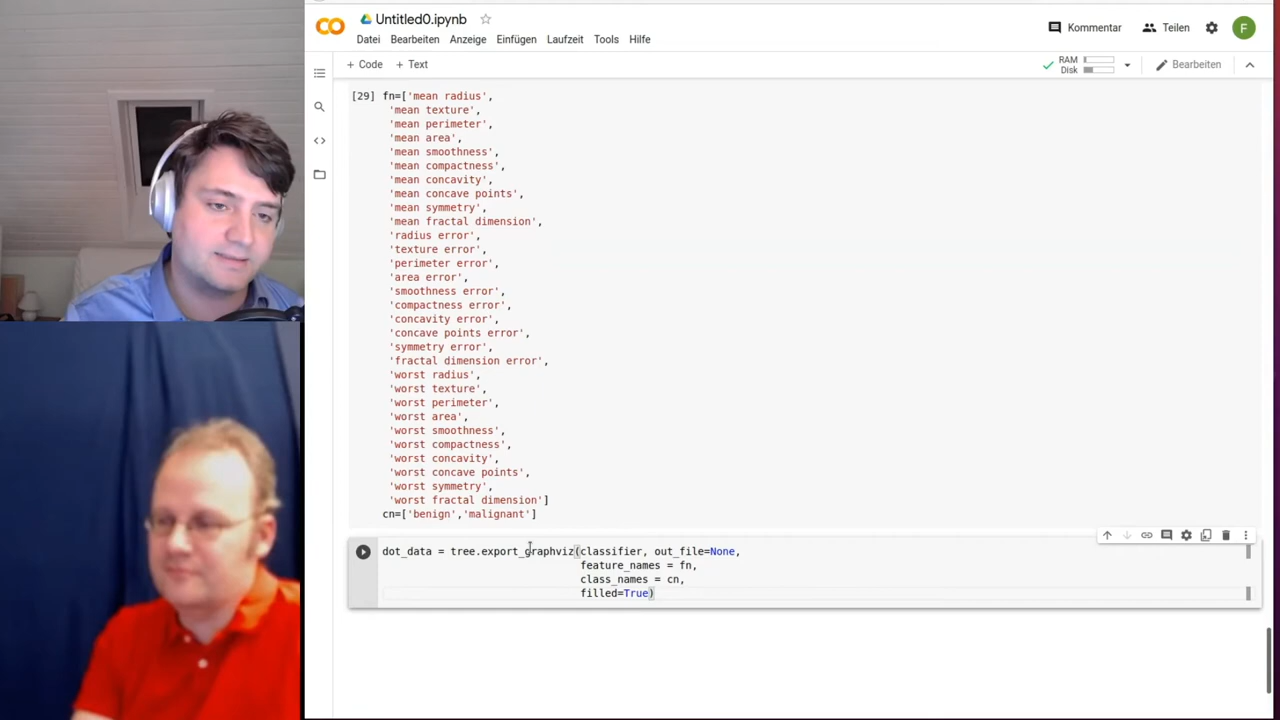 Untitled0.ipynb
Datei Bearbeiten Anzeige Einfügen Laufzeit Tools Hilfe
Kommentar Teilen F
+ Code + Text
RAM
Disk
Bearbeiten
[29] fn=['mean radius',
'mean texture',
'mean perimeter',
'mean area',
'mean smoothness',
'mean compactness',
'mean concavity',
'mean concave points',
'mean symmetry',
'mean fractal dimension',
'radius error',
'texture error',
'perimeter error',
'area error',
'smoothness error',
'compactness error',
'concavity error',
'concave points error',
'symmetry error',
'fractal dimension error',
'worst radius',
'worst texture',
'worst perimeter',
'worst area',
'worst smoothness',
'worst compactness',
'worst concavity',
'worst concave points',
'worst symmetry',
'worst fractal dimension']
cn=['benign','malignant']
dot_data = tree.export_graphviz(classifier, out_file=None,
feature_names = fn,
class_names = cn,
filled=True)